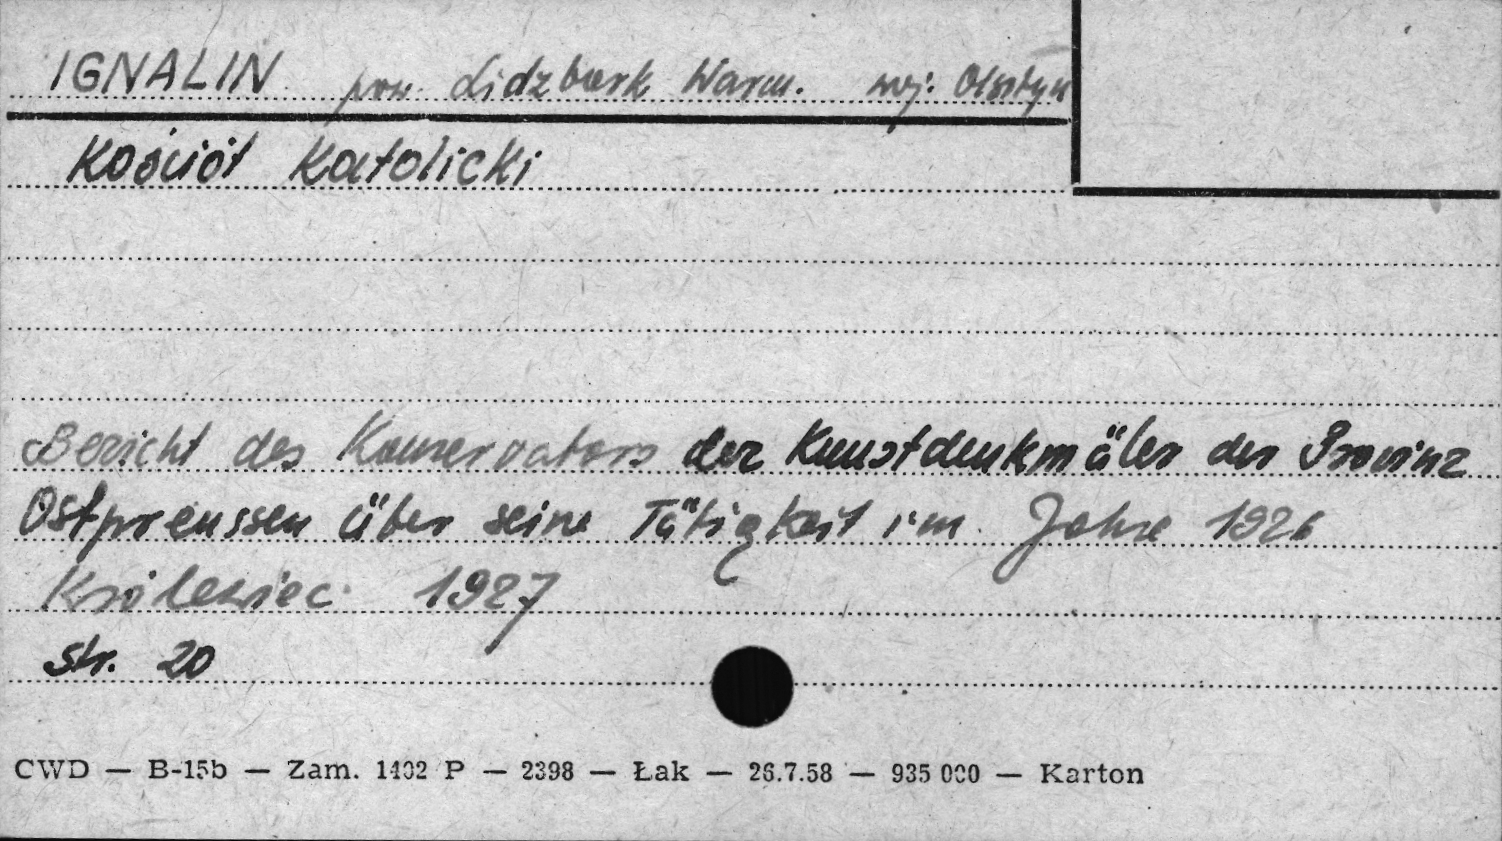 IGNALIN pow. Lidzbark Warm. woj. Olsztyn
Kościół Katolicki
Bericht des Konservators der Kunstdenkmäler der Provinz
Ostpreussen über seine Tätigkeit im Jahre 1926
Królewiec 1927
Str. 20
CWD — B-15b — Zam. 1402 P — 2398 — Łak — 26.7.58 — 935 000 — Karton